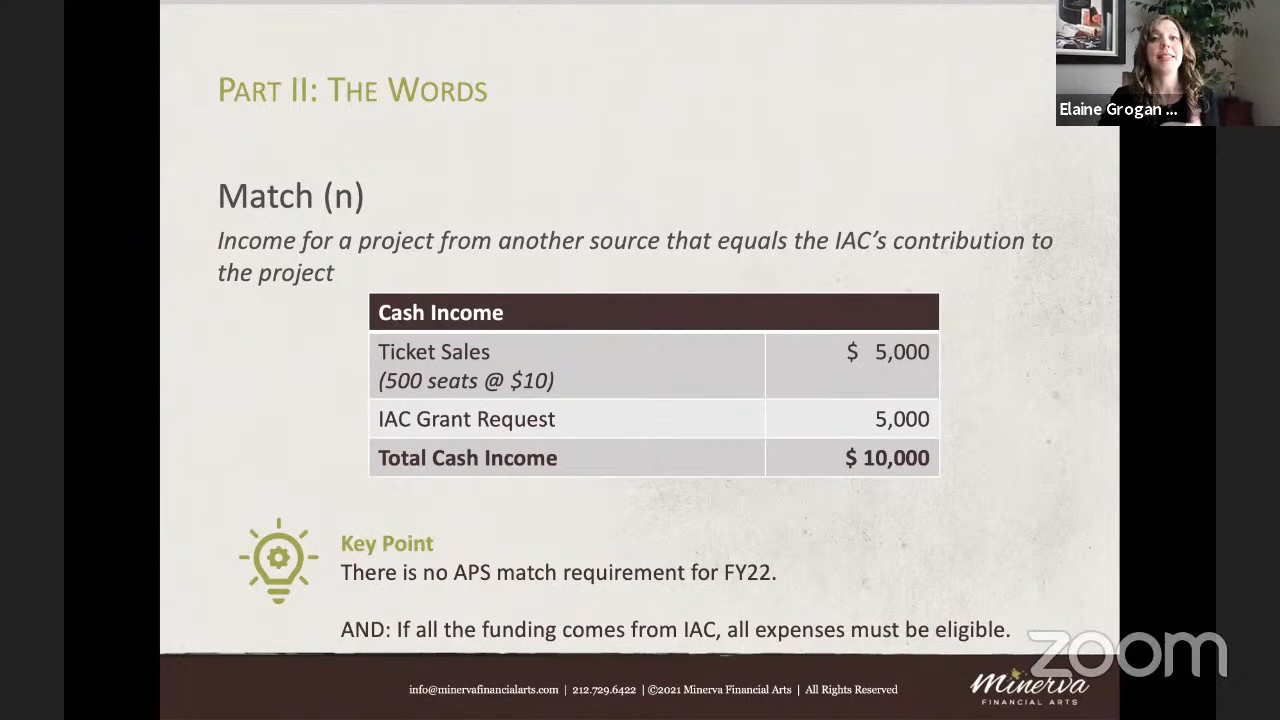 PART II: THE WORDS
Elaine Grogan ...
Match (n)
Income for a project from another source that equals the IAC's contribution to
the project
Cash Income
Ticket Sales $ 5,000
(500 seats @ $10)
IAC Grant Request 5,000
Total Cash Income $ 10,000
Key Point
There is no APS match requirement for FY22.
AND: If all the funding comes from IAC, all expenses must be eligible.
zoom
info@minervafinancialarts.com | 212.729.6422 | ©2021 Minerva Financial Arts | All Rights Reserved
Minerva
FINANCIAL ARTS